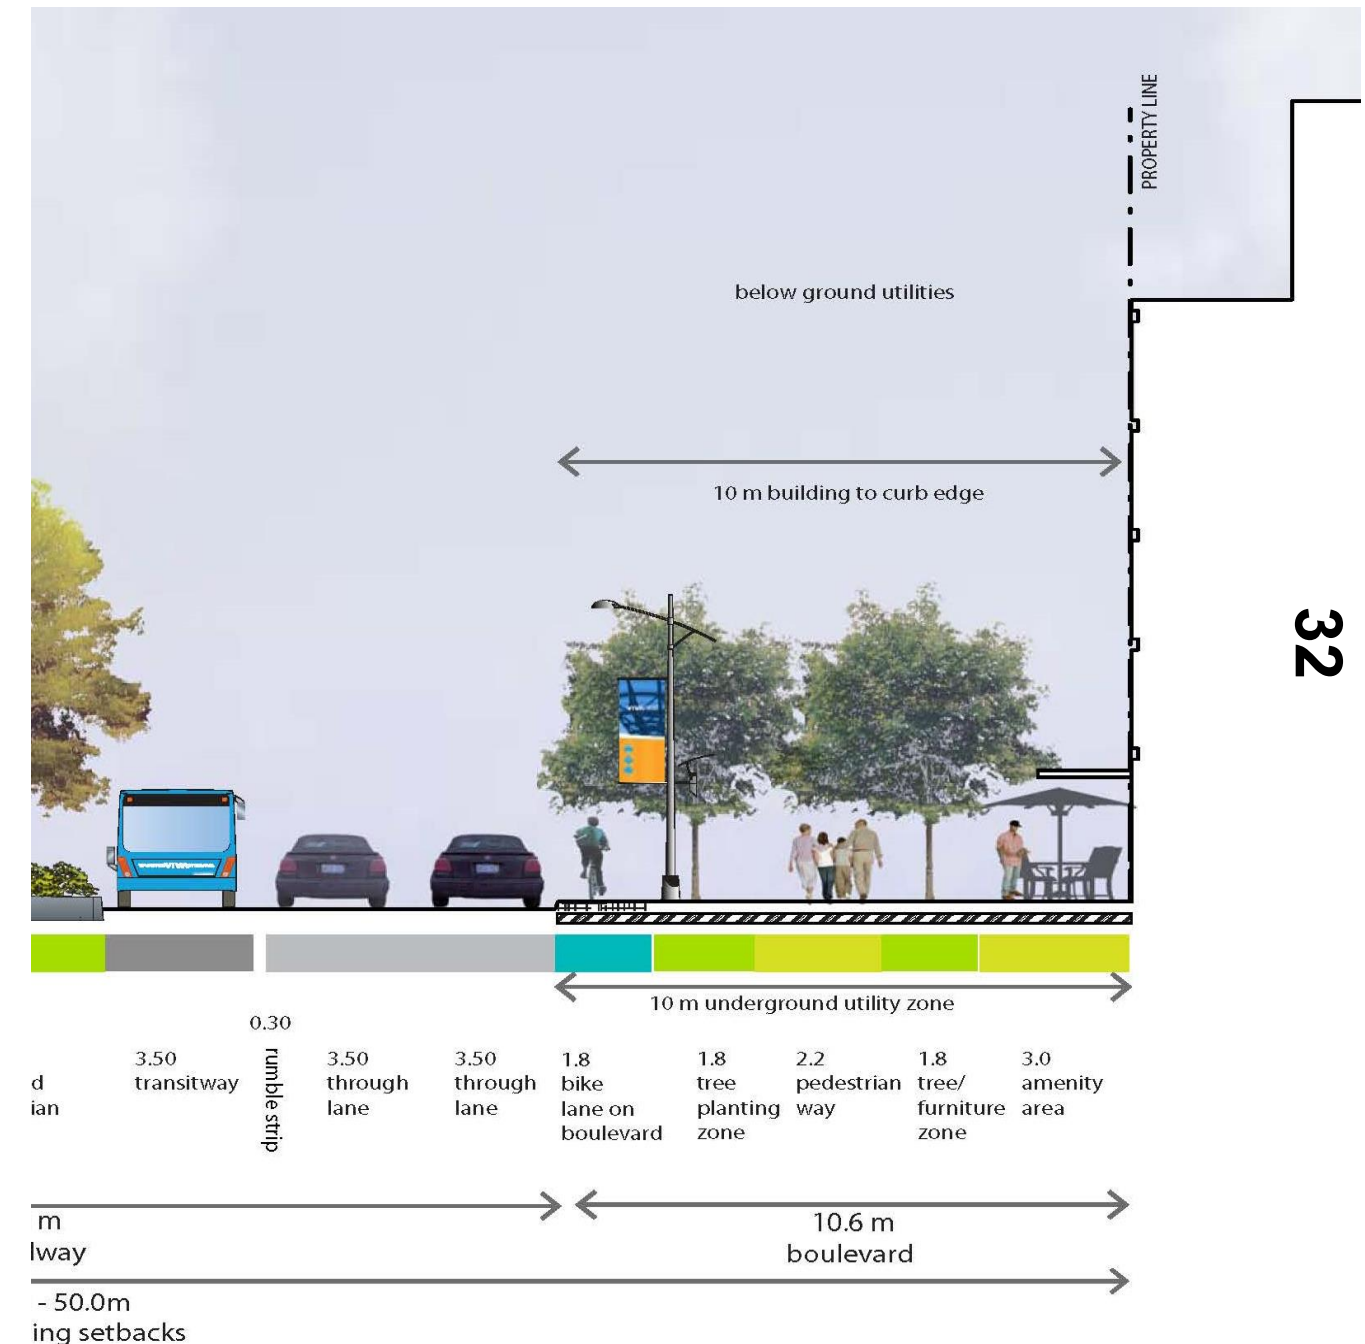 PROPERTY LINE
below ground utilities
10 m building to curb edge
32
10 m underground utility zone
0.30
rumble strip
d
ian
3.50
transitway
3.50
through
lane
3.50
through
lane
1.8
bike
lane on
boulevard
1.8
tree
planting
zone
2.2
pedestrian
way
1.8
tree/
furniture
zone
3.0
amenity
area
m
lway
10.6 m
boulevard
- 50.0m
ing setbacks